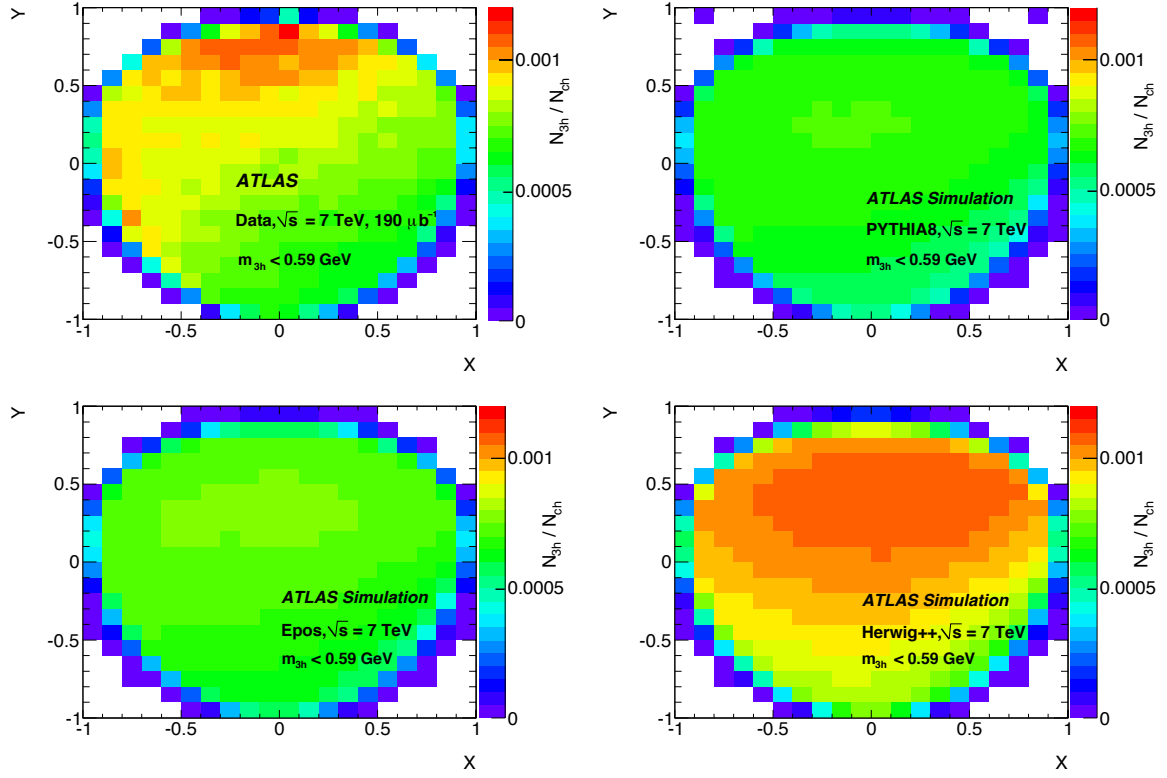 Y
1
0.5
0
-0.5
-1
-1
-0.5
0
0.5
1
X
ATLAS
Data,√s = 7 TeV, 190 μb⁻¹
m₃ₕ < 0.59 GeV
0.001
0.0005
0
N₃ₕ / N_ch
Y
1
0.5
0
-0.5
-1
-1
-0.5
0
0.5
1
X
ATLAS Simulation
PYTHIA8,√s = 7 TeV
m₃ₕ < 0.59 GeV
0.001
0.0005
0
N₃ₕ / N_ch
Y
1
0.5
0
-0.5
-1
-1
-0.5
0
0.5
1
X
ATLAS Simulation
Epos,√s = 7 TeV
m₃ₕ < 0.59 GeV
0.001
0.0005
0
N₃ₕ / N_ch
Y
1
0.5
0
-0.5
-1
-1
-0.5
0
0.5
1
X
ATLAS Simulation
Herwig++,√s = 7 TeV
m₃ₕ < 0.59 GeV
0.001
0.0005
0
N₃ₕ / N_ch